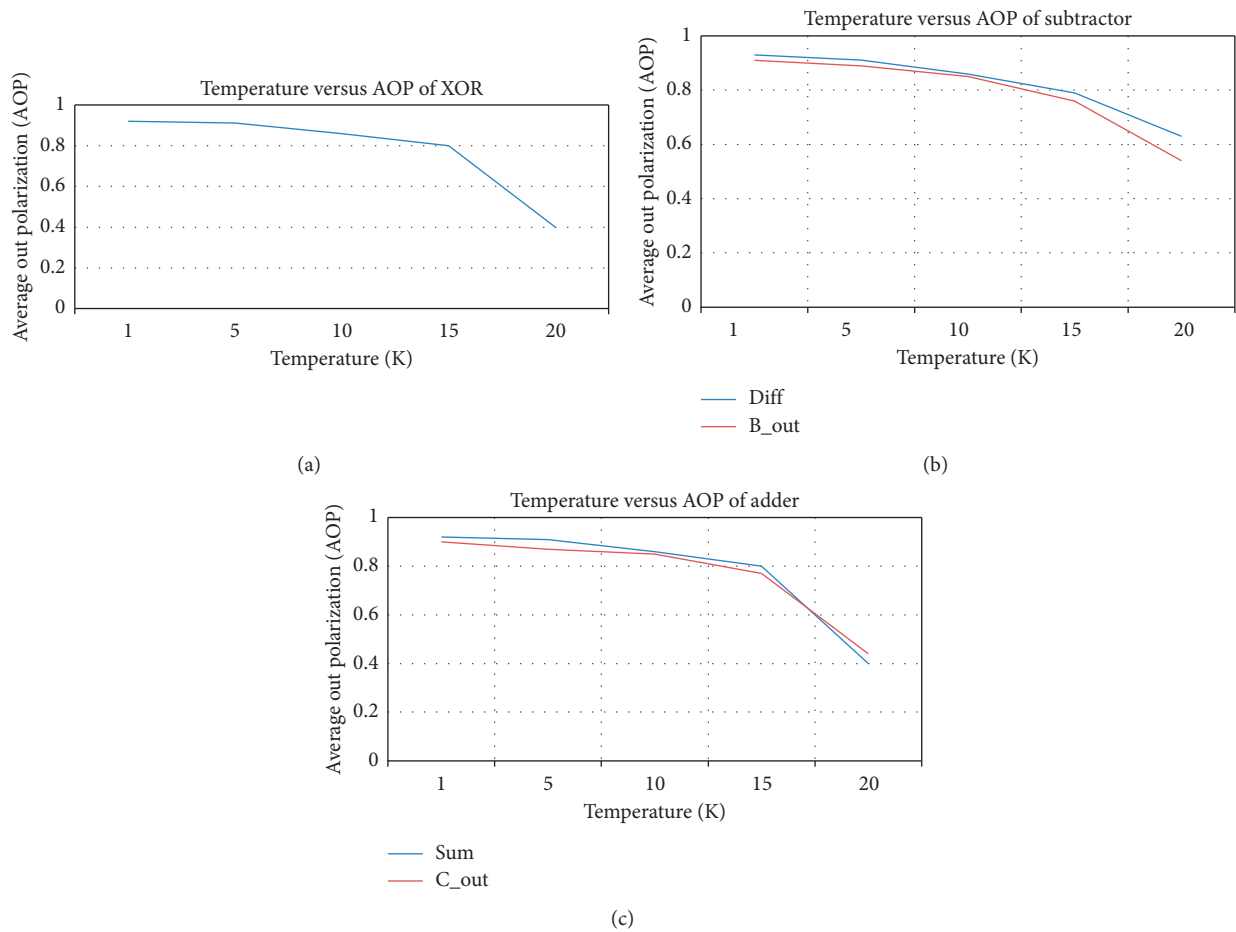 Temperature versus AOP of XOR
Average out polarization (AOP)
1
0.8
0.6
0.4
0.2
0
1 5 10 15 20
Temperature (K)
(a)
Temperature versus AOP of subtractor
Average out polarization (AOP)
1
0.8
0.6
0.4
0.2
0
1 5 10 15 20
Temperature (K)
Diff
B_out
(b)
Temperature versus AOP of adder
Average out polarization (AOP)
1
0.8
0.6
0.4
0.2
0
1 5 10 15 20
Temperature (K)
Sum
C_out
(c)